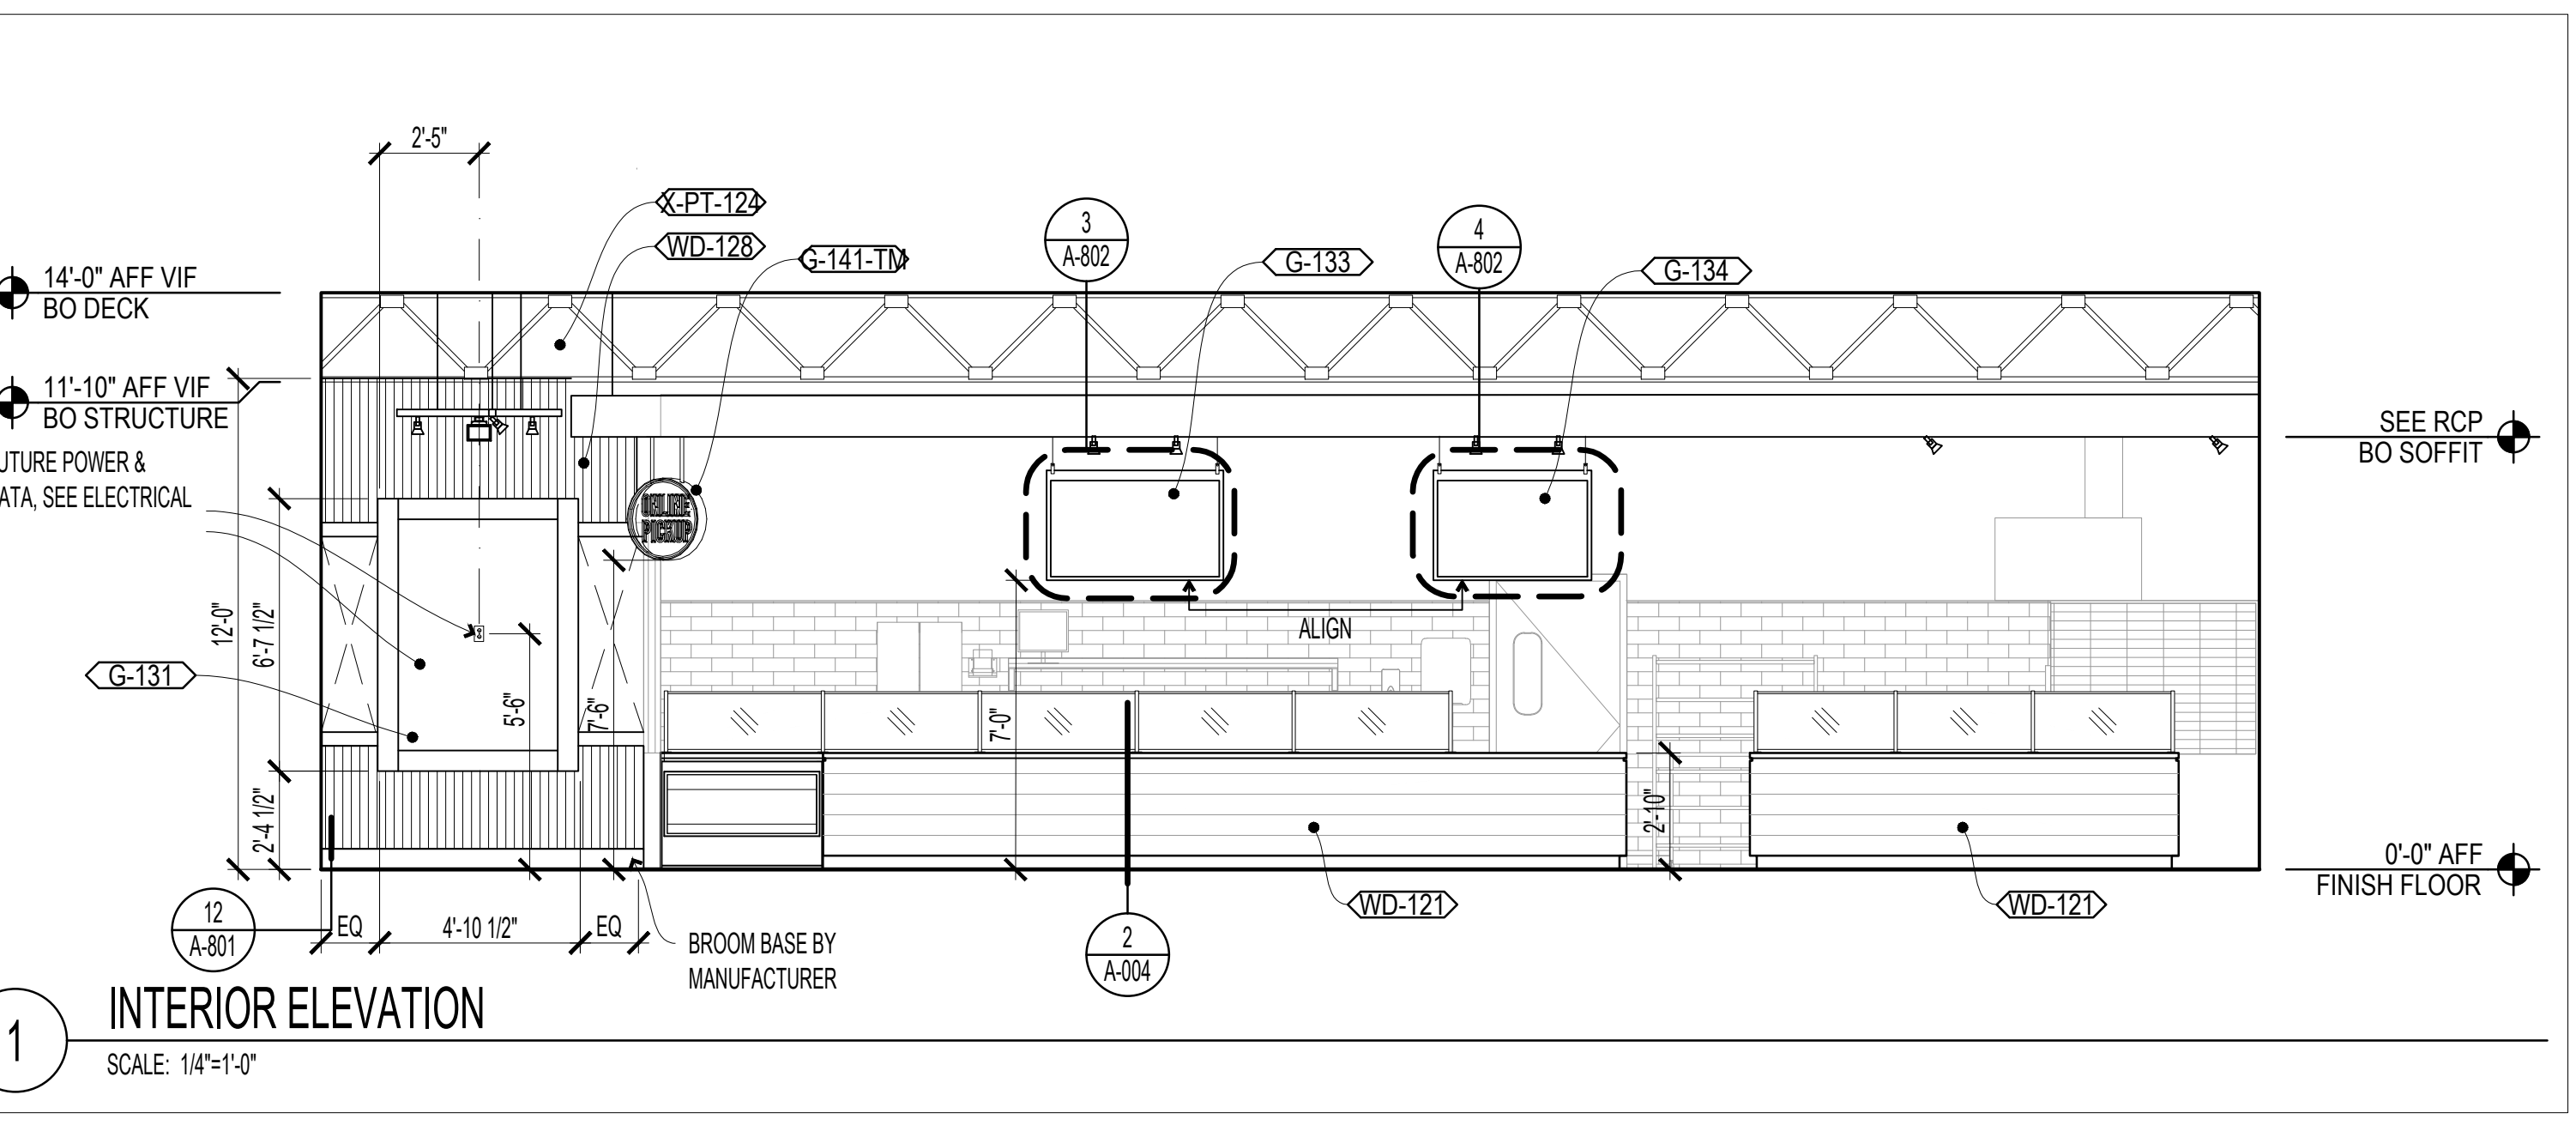 2'-5"
X-PT-124
WD-128
G-141-TM
3
A-802
G-133
4
A-802
G-134
14'-0" AFF VIF
BO DECK
11'-10" AFF VIF
BO STRUCTURE
UTURE POWER &
ATA, SEE ELECTRICAL
SEE RCP
BO SOFFIT
ONLINE
PICKUP
12'-0"
6'-7 1/2"
G-131
5'-6"
7'-6"
7'-0"
ALIGN
2'-4 1/2"
2'-10"
0'-0" AFF
FINISH FLOOR
12
A-801
EQ
4'-10 1/2"
EQ
BROOM BASE BY
MANUFACTURER
2
A-004
WD-121
WD-121
1
INTERIOR ELEVATION
SCALE: 1/4"=1'-0"